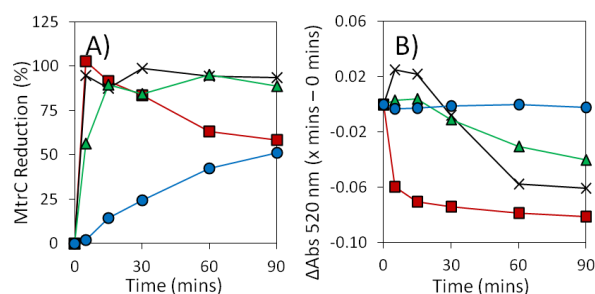 A)
MtrC Reduction (%)
125
100
75
50
25
0
0 30 60 90
Time (mins)
B)
ΔAbs 520 nm (x mins – 0 mins)
0.06
0.02
-0.02
-0.06
-0.10
0 30 60 90
Time (mins)